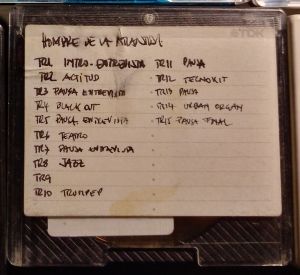 HOMBRE DE LA ATLANTIDA
TDK
TR1 INTRO-ENTREVISTA
TR2 ACTITUD
TR3 PAUSA ENTREVISTA
TR4 BLACK OUT
TR5 PAUSA ENTREVISTA
TR6 TEATRO
TR7 PAUSA ENTREVISTA
TR8 JAZZ
TR9
TR10 TRUMPEP
TR11 PAUSA
TR12 TECNOKIT
TR13 PAUSA
TR14 URBAN ORGAN
TR15 PAUSA FINAL